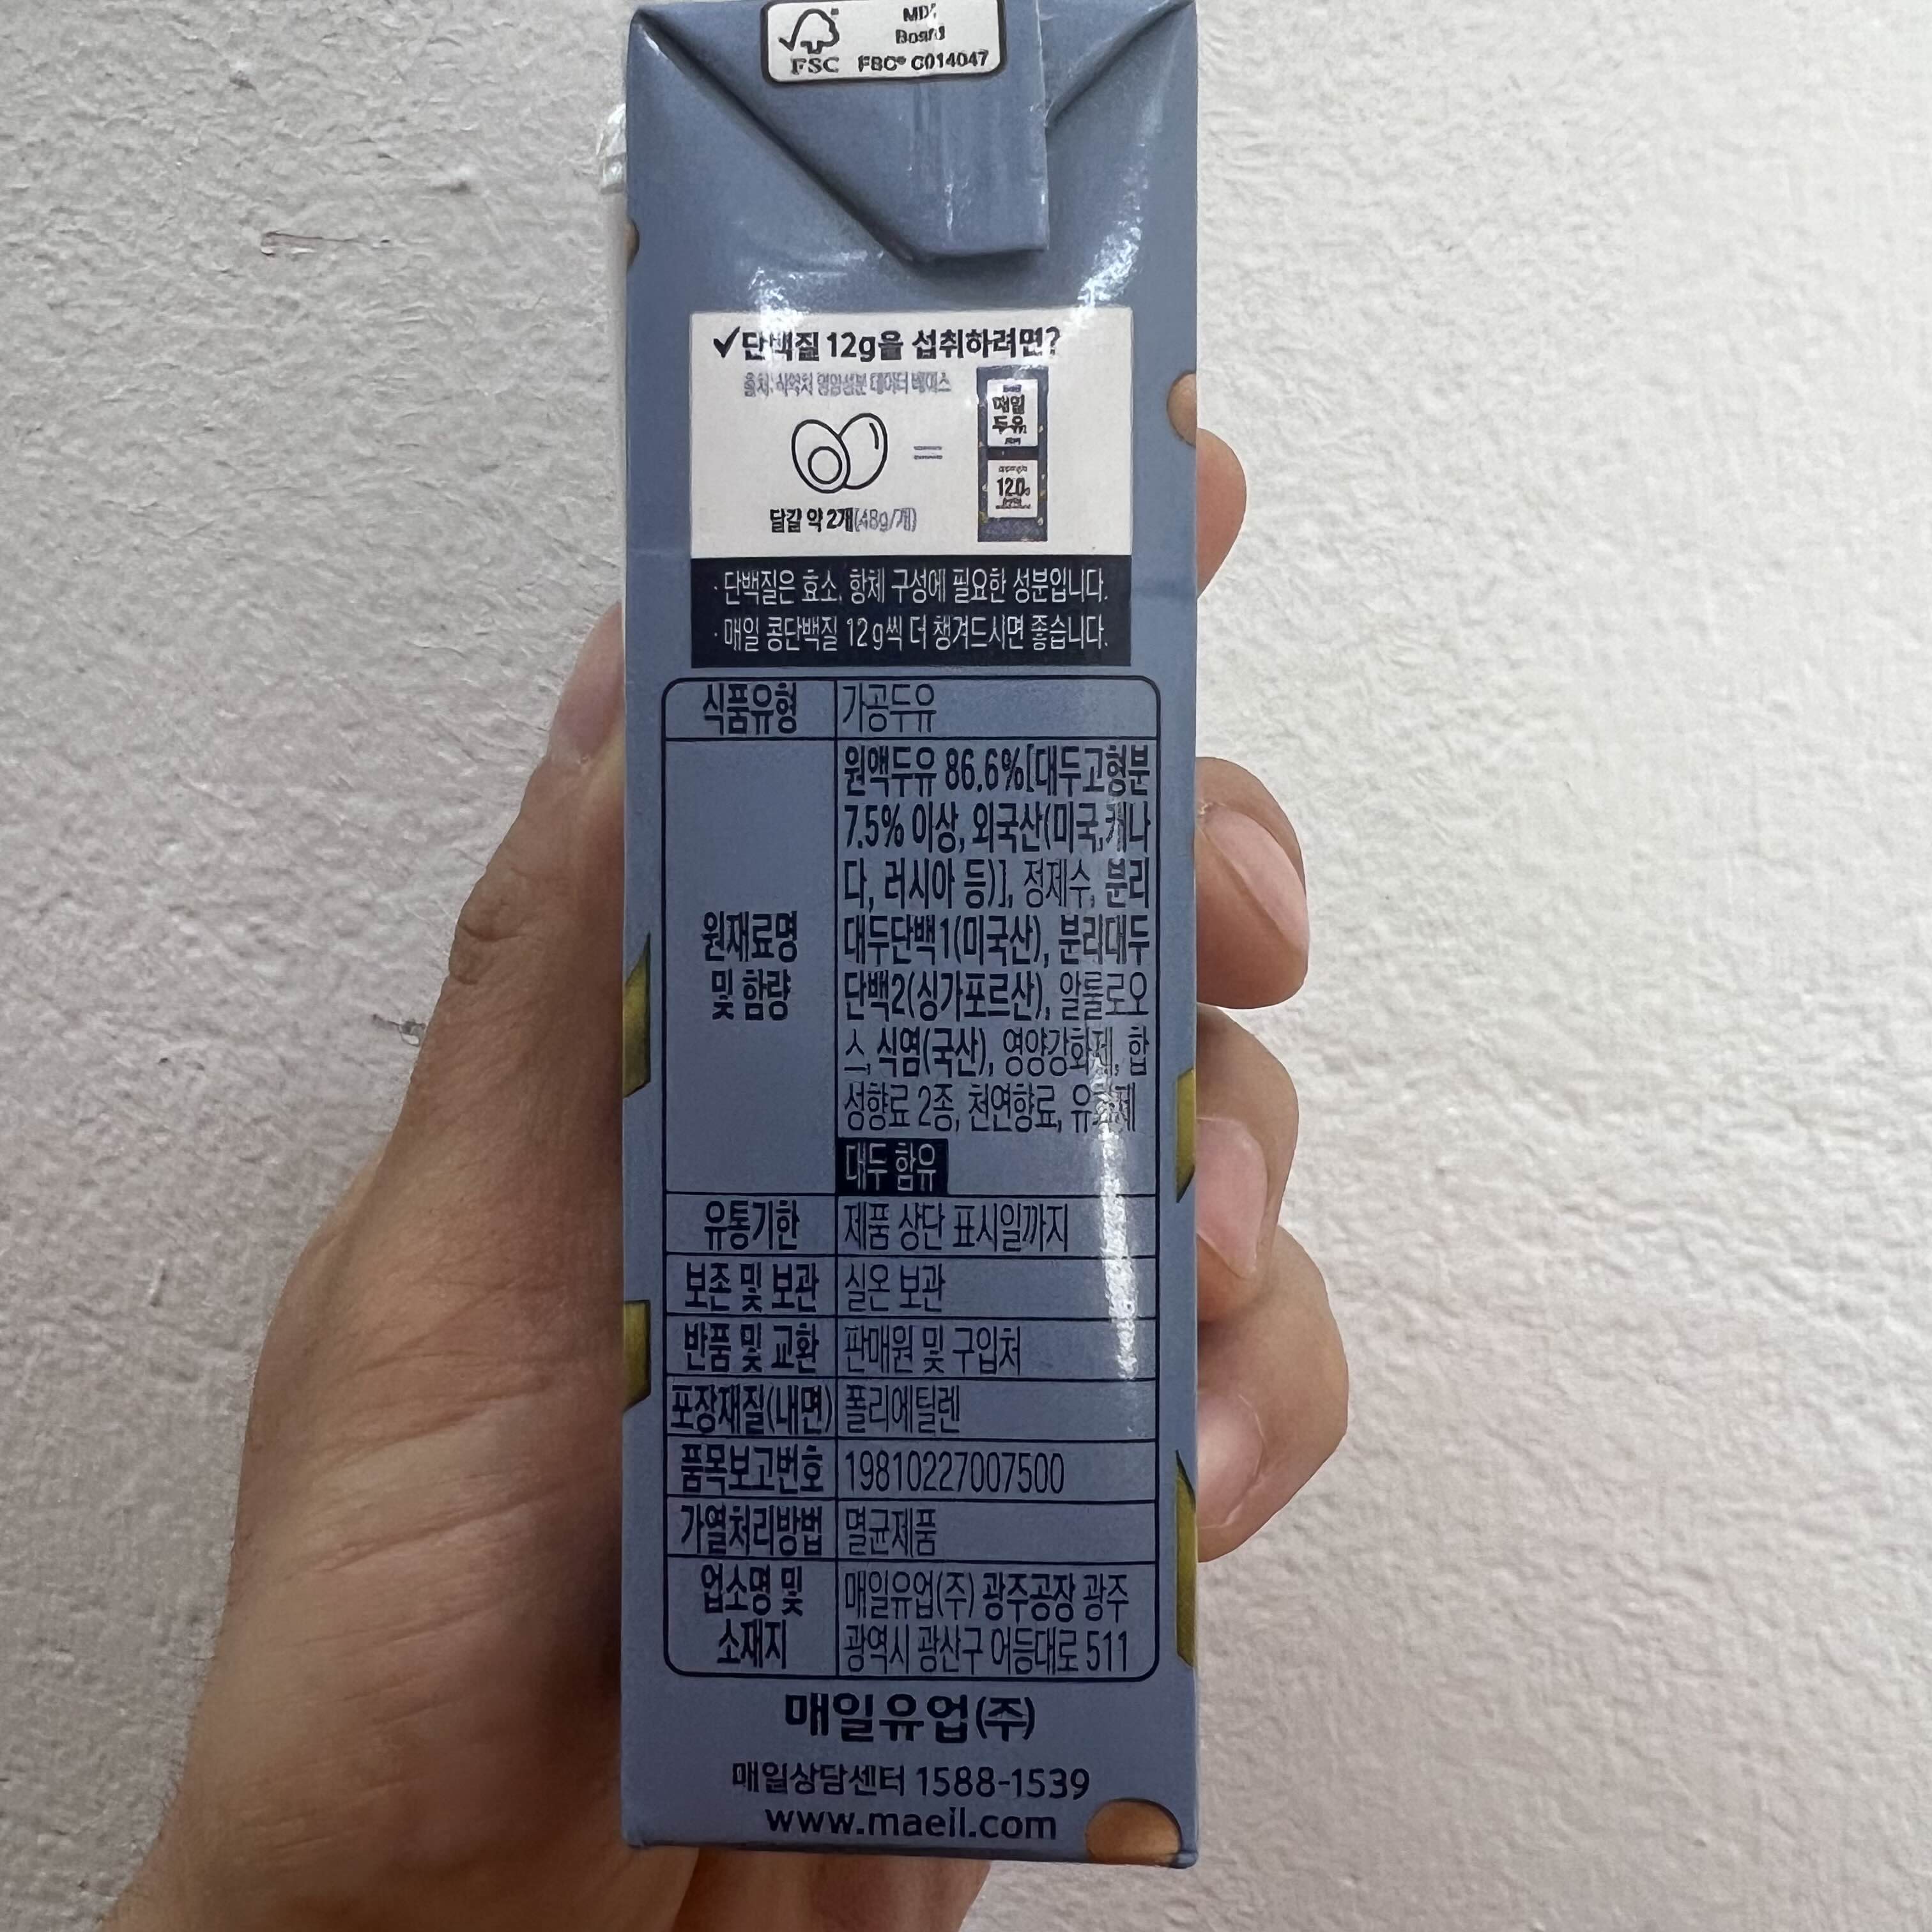 FSC
Board
C014047
✓단백질 12g을 섭취하려면?
영양성분 데이터 베이스
=
매일
두유
12.0g
달걀 약 2개(48g/개)
· 단백질은 효소, 항체 구성에 필요한 성분입니다.
· 매일 콩단백질 12g씩 더 챙겨드시면 좋습니다.
식품유형 가공두유
원재료명
및 함량
원액두유 86.6%[대두고형분
7.5% 이상, 외국산(미국,캐나
다, 러시아 등)], 정제수, 분리
대두단백1(미국산), 분리대두
단백2(싱가포르산), 알룰로오
스, 식염(국산), 영양강화제, 합
성향료 2종, 천연향료, 유화제
대두 함유
유통기한 제품 상단 표시일까지
보존 및 보관 실온 보관
반품 및 교환 판매원 및 구입처
포장재질(내면) 폴리에틸렌
품목보고번호 19810227007500
가열처리방법 멸균제품
업소명 및
소재지
매일유업(주) 광주공장 광주
광역시 광산구 어등대로 511
매일유업(주)
매일상담센터 1588-1539
www.maeil.com